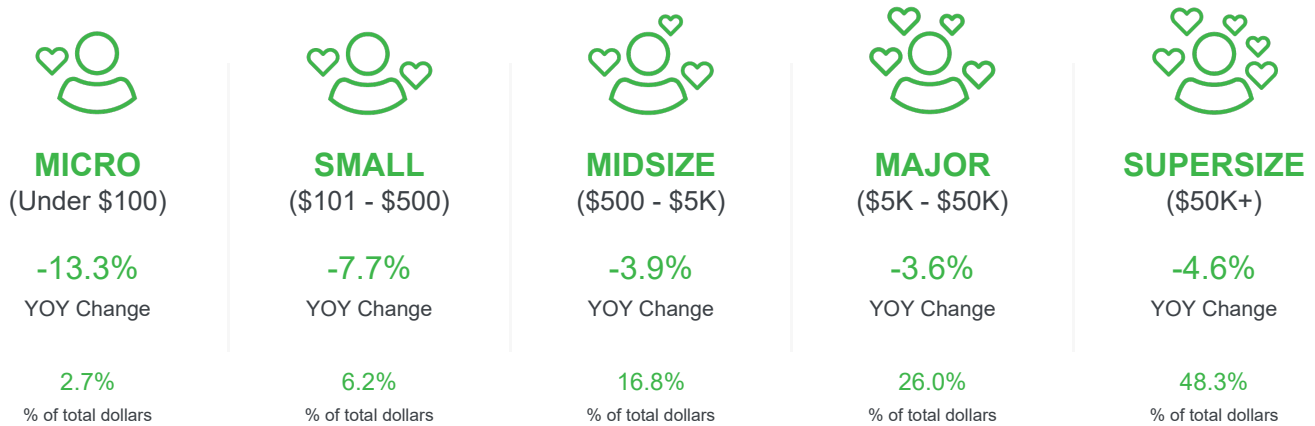 MICRO
(Under $100)
-13.3%
YOY Change
2.7%
% of total dollars
SMALL
($101 - $500)
-7.7%
YOY Change
6.2%
% of total dollars
MIDSIZE
($500 - $5K)
-3.9%
YOY Change
16.8%
% of total dollars
MAJOR
($5K - $50K)
-3.6%
YOY Change
26.0%
% of total dollars
SUPERSIZE
($50K+)
-4.6%
YOY Change
48.3%
% of total dollars